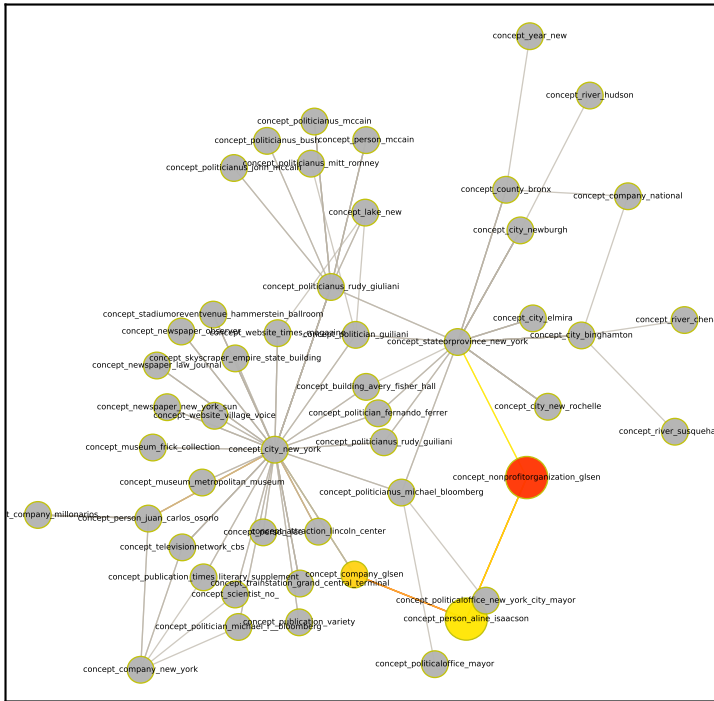 concept_year_new
concept_river_hudson
concept_politicianus_mccain
concept_politicianus_bush
concept_person_mccain
concept_politicianus_mitt_romney
concept_politicianus_john_mccain
concept_county_bronx
concept_company_national
concept_lake_new
concept_city_newburgh
concept_politicianus_rudy_giuliani
concept_stadiumoreventvenue_hammerstein_ballroom
concept_city_elmira
concept_river_chen
concept_newspaper_observer
concept_website_times_magazine
concept_politician_guiliani
concept_stateorprovince_new_york
concept_city_binghamton
concept_skyscraper_empire_state_building
concept_newspaper_law_journal
concept_building_avery_fisher_hall
concept_newspaper_new_york_sun
concept_website_village_voice
concept_politician_fernando_ferrer
concept_city_new_rochelle
concept_river_susqueha
concept_museum_frick_collection
concept_city_new_york
concept_politicianus_rudy_guiliani
concept_nonprofitorganization_glsen
concept_museum_metropolitan_museum
concept_politicianus_michael_bloomberg
t_company_millonarios
concept_person_juan_carlos_osorio
concept_attraction_lincoln_center
concept_televisionnetwork_cbs
concept_company_glsen
concept_publication_times_literary_supplement
concept_trainstation_grand_central_terminal
concept_scientist_no_
concept_politicaloffice_new_york_city_mayor
concept_person_aline_isaacson
concept_politician_michael_r__bloomberg
concept_publication_variety
concept_politicaloffice_mayor
concept_company_new_york